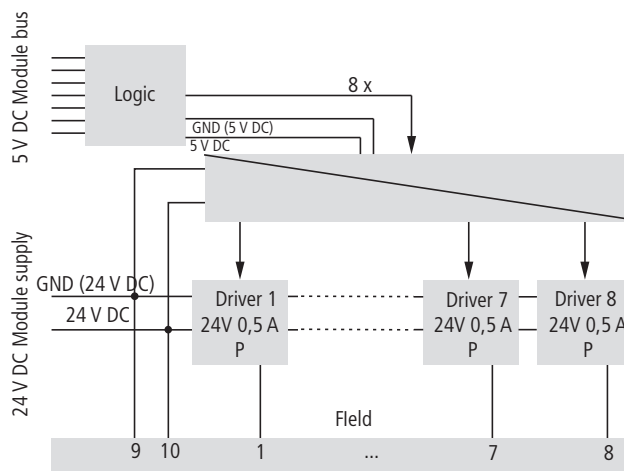 5 V DC Module bus
Logic
8 x
GND (5 V DC)
5 V DC
24 V DC Module supply
GND (24 V DC)
24 V DC
Driver 1
24V 0,5 A
P
Driver 7
24V 0,5 A
P
Driver 8
24V 0,5 A
P
FIeld
9 10 1 ... 7 8